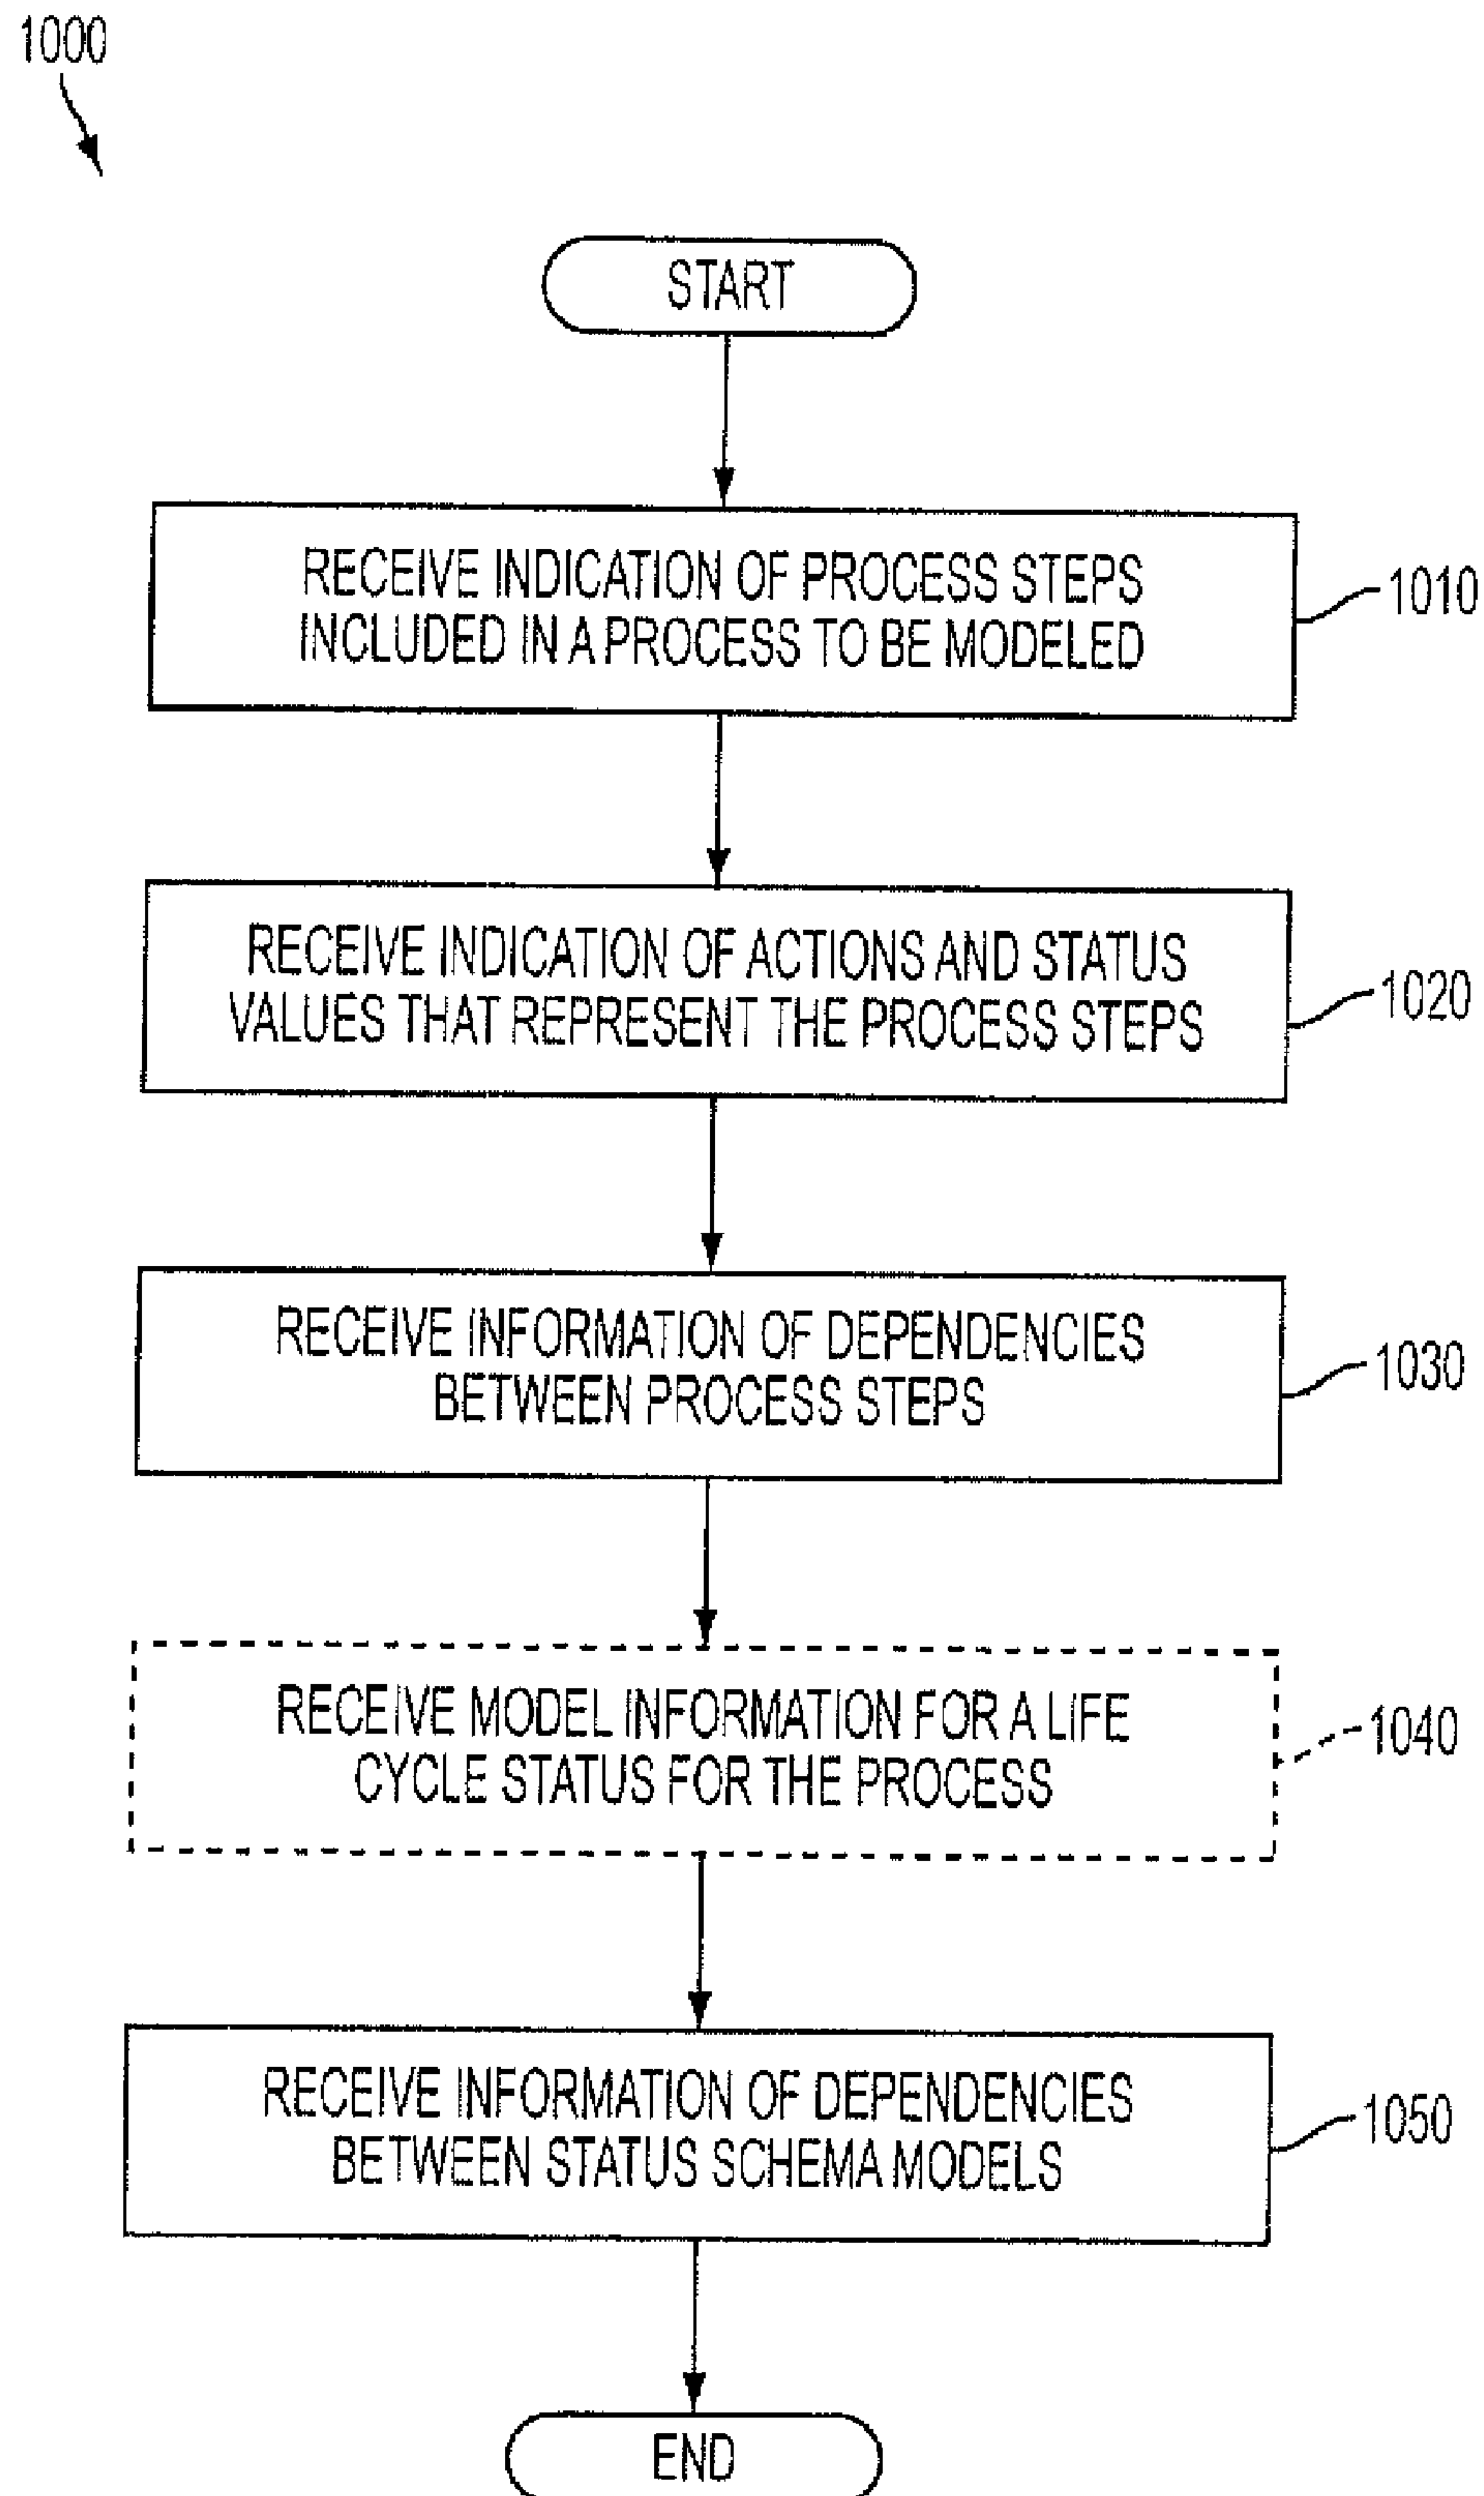 1000
START
RECEIVE INDICATION OF PROCESS STEPS
INCLUDED IN A PROCESS TO BE MODELED
1010
RECEIVE INDICATION OF ACTIONS AND STATUS
VALUES THAT REPRESENT THE PROCESS STEPS
1020
RECEIVE INFORMATION OF DEPENDENCIES
BETWEEN PROCESS STEPS
1030
RECEIVE MODEL INFORMATION FOR A LIFE
CYCLE STATUS FOR THE PROCESS
1040
RECEIVE INFORMATION OF DEPENDENCIES
BETWEEN STATUS SCHEMA MODELS
1050
END